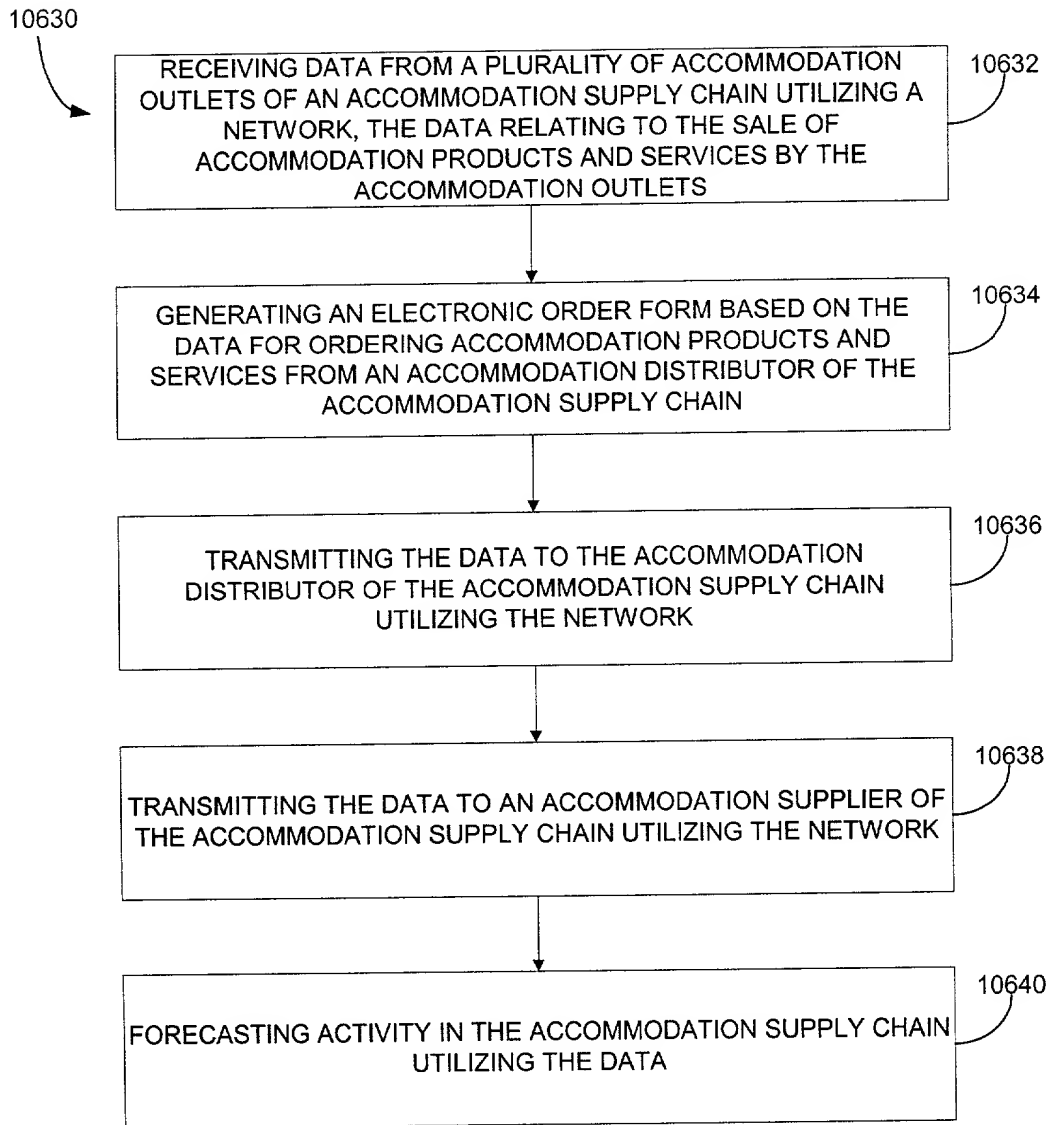 10630
RECEIVING DATA FROM A PLURALITY OF ACCOMMODATION
OUTLETS OF AN ACCOMMODATION SUPPLY CHAIN UTILIZING A
NETWORK, THE DATA RELATING TO THE SALE OF
ACCOMMODATION PRODUCTS AND SERVICES BY THE
ACCOMMODATION OUTLETS
10632
GENERATING AN ELECTRONIC ORDER FORM BASED ON THE
DATA FOR ORDERING ACCOMMODATION PRODUCTS AND
SERVICES FROM AN ACCOMMODATION DISTRIBUTOR OF THE
ACCOMMODATION SUPPLY CHAIN
10634
TRANSMITTING THE DATA TO THE ACCOMMODATION
DISTRIBUTOR OF THE ACCOMMODATION SUPPLY CHAIN
UTILIZING THE NETWORK
10636
TRANSMITTING THE DATA TO AN ACCOMMODATION SUPPLIER OF
THE ACCOMMODATION SUPPLY CHAIN UTILIZING THE NETWORK
10638
FORECASTING ACTIVITY IN THE ACCOMMODATION SUPPLY CHAIN
UTILIZING THE DATA
10640